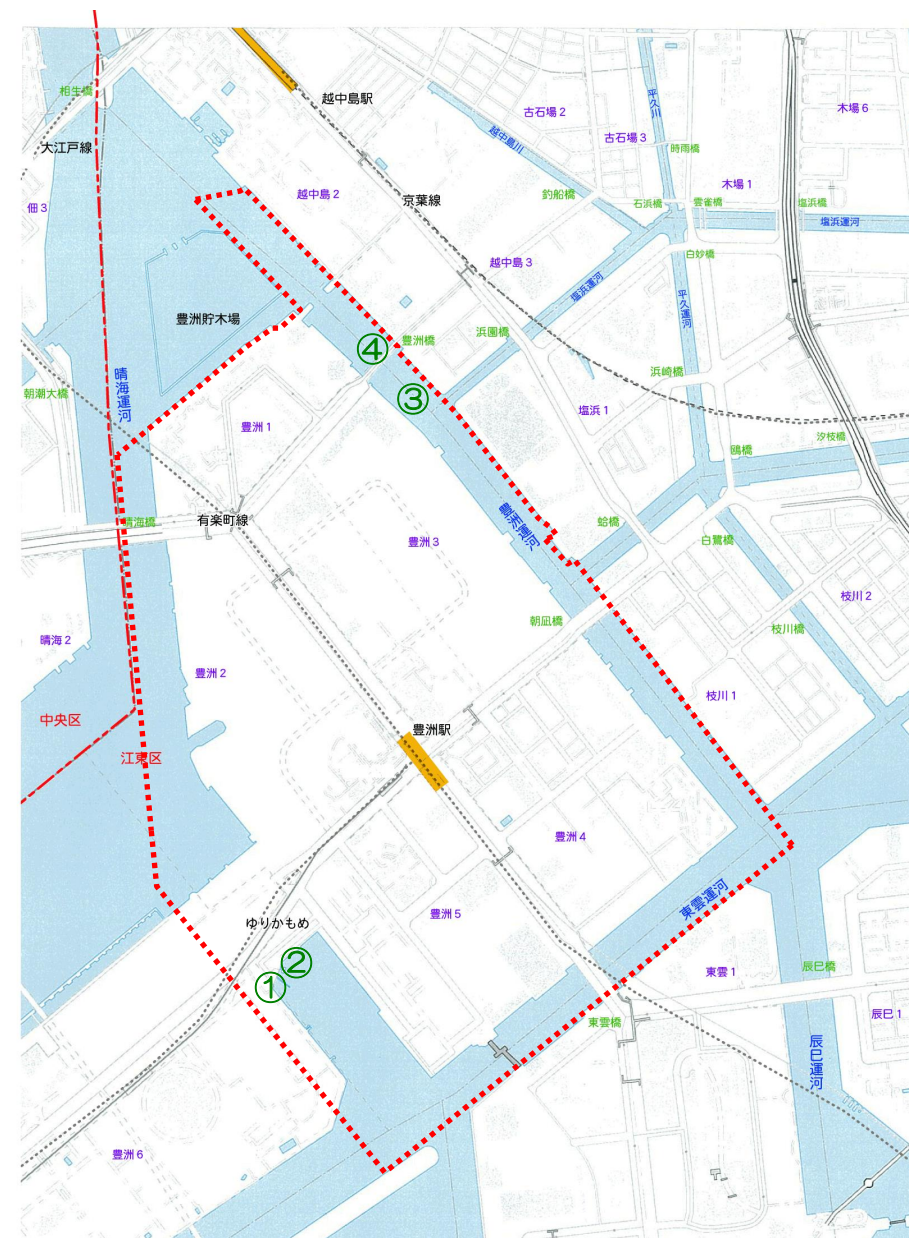 相生橋
越中島駅
大江戸線
古石場 2
木場 6
平久川
越中島川
古石場 3
時雨橋
佃 3
越中島 2
京葉線
釣船橋
木場 1
石浜橋
雲雀橋
塩浜橋
塩浜運河
白妙橋
越中島 3
塩浜運河
平久運河
豊洲貯木場
豊洲橋
浜園橋
④
浜崎橋
晴海運河
朝潮大橋
③
塩浜 1
豊洲 1
汐枝橋
鴎橋
有楽町線
晴海橋
豊洲運河
蛤橋
豊洲 3
白鷺橋
枝川 2
朝凪橋
枝川橋
晴海 2
豊洲 2
枝川 1
中央区
豊洲駅
江東区
豊洲 4
東雲運河
豊洲 5
ゆりかもめ
②
①
東雲 1
辰巳橋
辰巳 1
東雲橋
辰巳運河
豊洲 6